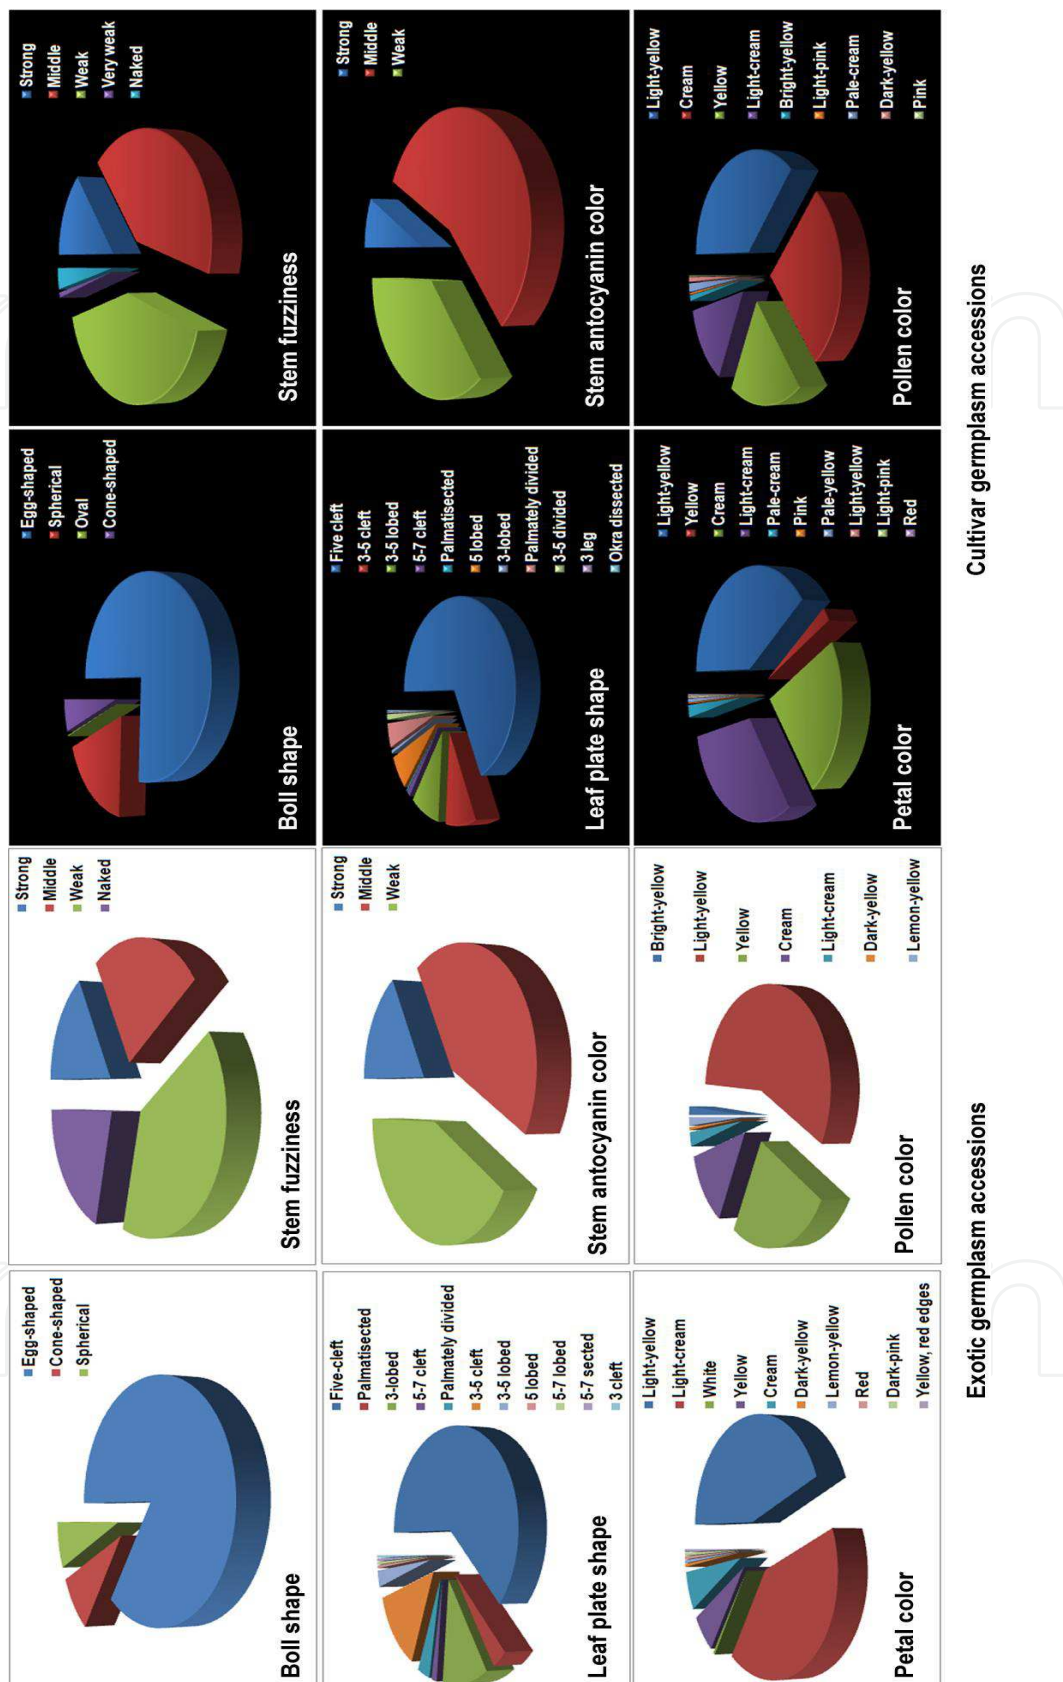 Egg-shaped
Cone-shaped
Spherical
Boll shape
Strong
Middle
Weak
Naked
Stem fuzziness
Egg-shaped
Spherical
Oval
Cone-shaped
Boll shape
Strong
Middle
Weak
Very weak
Naked
Stem fuzziness
Five-cleft
Palmatisected
3-lobed
5-7 cleft
Palmately divided
3-5 cleft
3-5 lobed
5 lobed
5-7 lobed
5-7 sected
3 cleft
Leaf plate shape
Strong
Middle
Weak
Stem antocyanin color
Five cleft
3-5 cleft
3-5 lobed
5-7 cleft
Palmatisected
5 lobed
3-lobed
Palmately divided
3-5 divided
3 leg
Okra dissected
Leaf plate shape
Strong
Middle
Weak
Stem antocyanin color
Light-yellow
Light-cream
White
Yellow
Cream
Dark-yellow
Lemon-yellow
Red
Dark-pink
Yellow, red edges
Petal color
Bright-yellow
Light-yellow
Yellow
Cream
Light-cream
Dark-yellow
Lemon-yellow
Pollen color
Light-yellow
Yellow
Cream
Light-cream
Pale-cream
Pink
Pale-yellow
Light-yellow
Light-pink
Red
Petal color
Light-yellow
Cream
Yellow
Light-cream
Bright-yellow
Light-pink
Pale-cream
Dark-yellow
Pink
Pollen color
Exotic germplasm accessions
Cultivar germplasm accessions